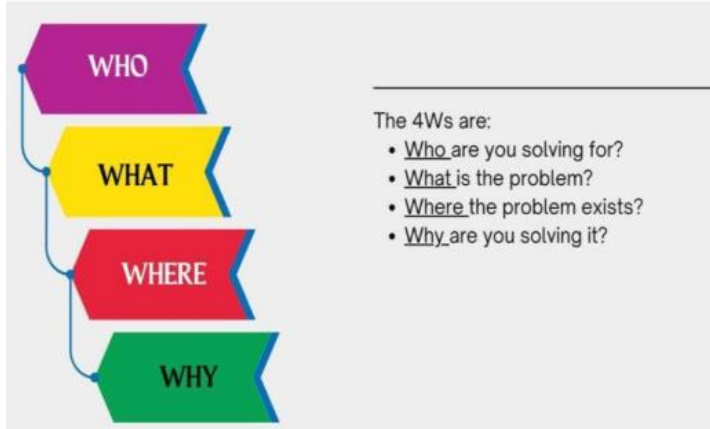 WHO
WHAT
WHERE
WHY
The 4Ws are:
• Who are you solving for?
• What is the problem?
• Where the problem exists?
• Why are you solving it?